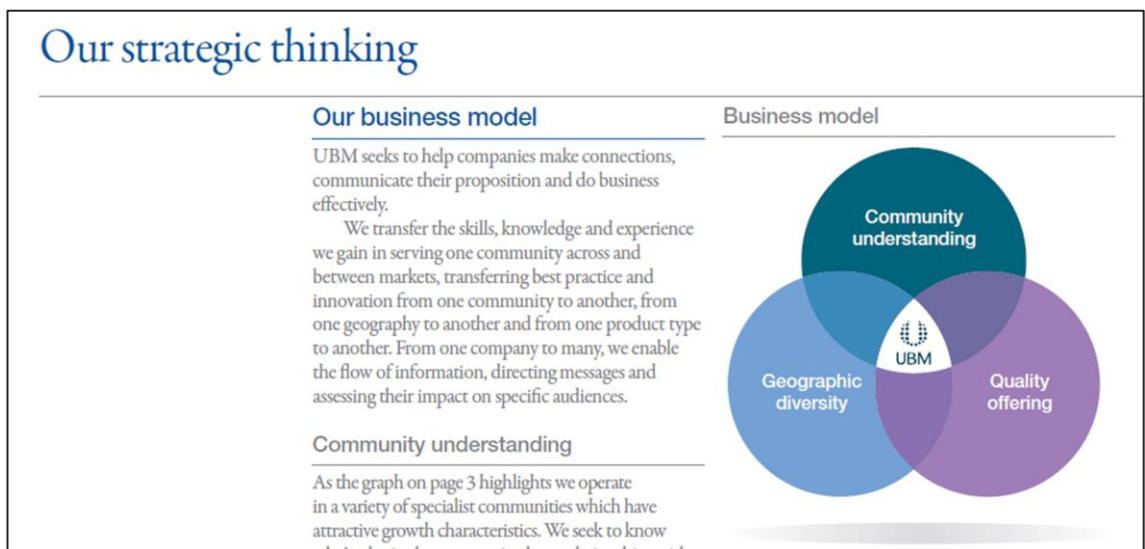 Our strategic thinking
Our business model
UBM seeks to help companies make connections,
communicate their proposition and do business
effectively.
We transfer the skills, knowledge and experience
we gain in serving one community across and
between markets, transferring best practice and
innovation from one community to another, from
one geography to another and from one product type
to another. From one company to many, we enable
the flow of information, directing messages and
assessing their impact on specific audiences.
Community understanding
As the graph on page 3 highlights we operate
in a variety of specialist communities which have
attractive growth characteristics. We seek to know
Business model
Community
understanding
UBM
Geographic
diversity
Quality
offering